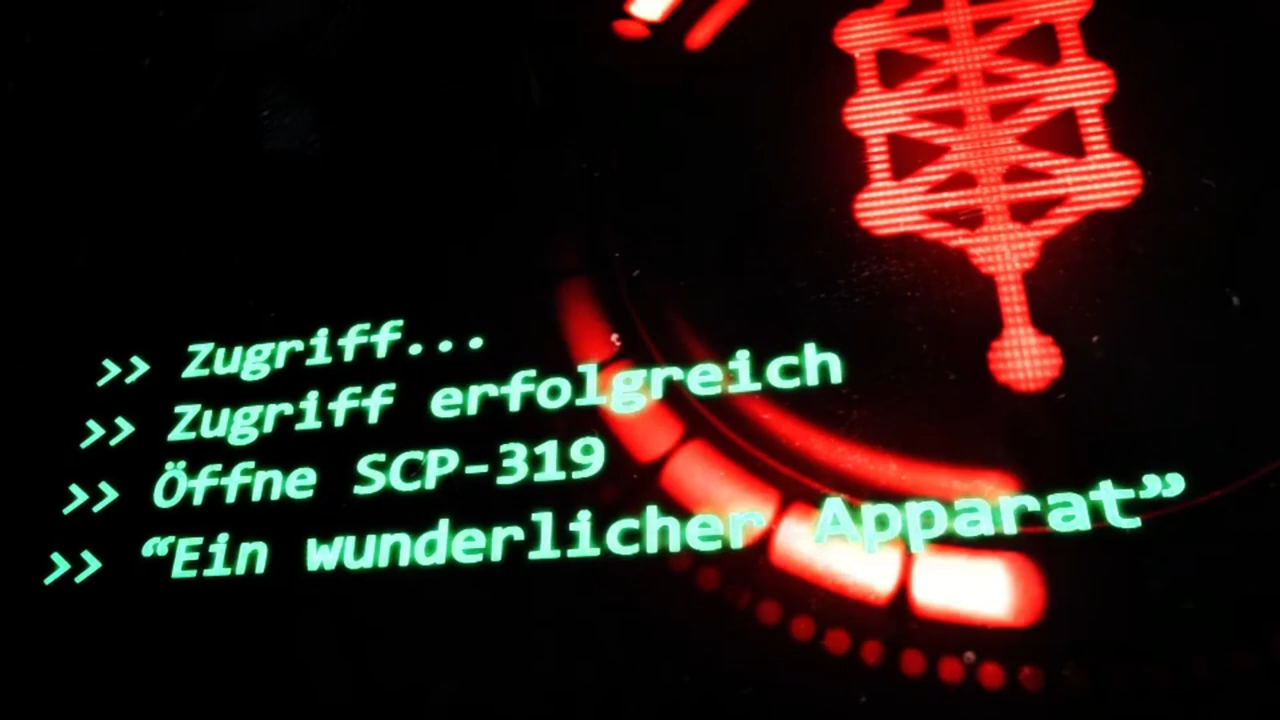 >> Zugriff...
>> Zugriff erfolgreich
>> Öffne SCP-319
>> “Ein wunderlicher Apparat”